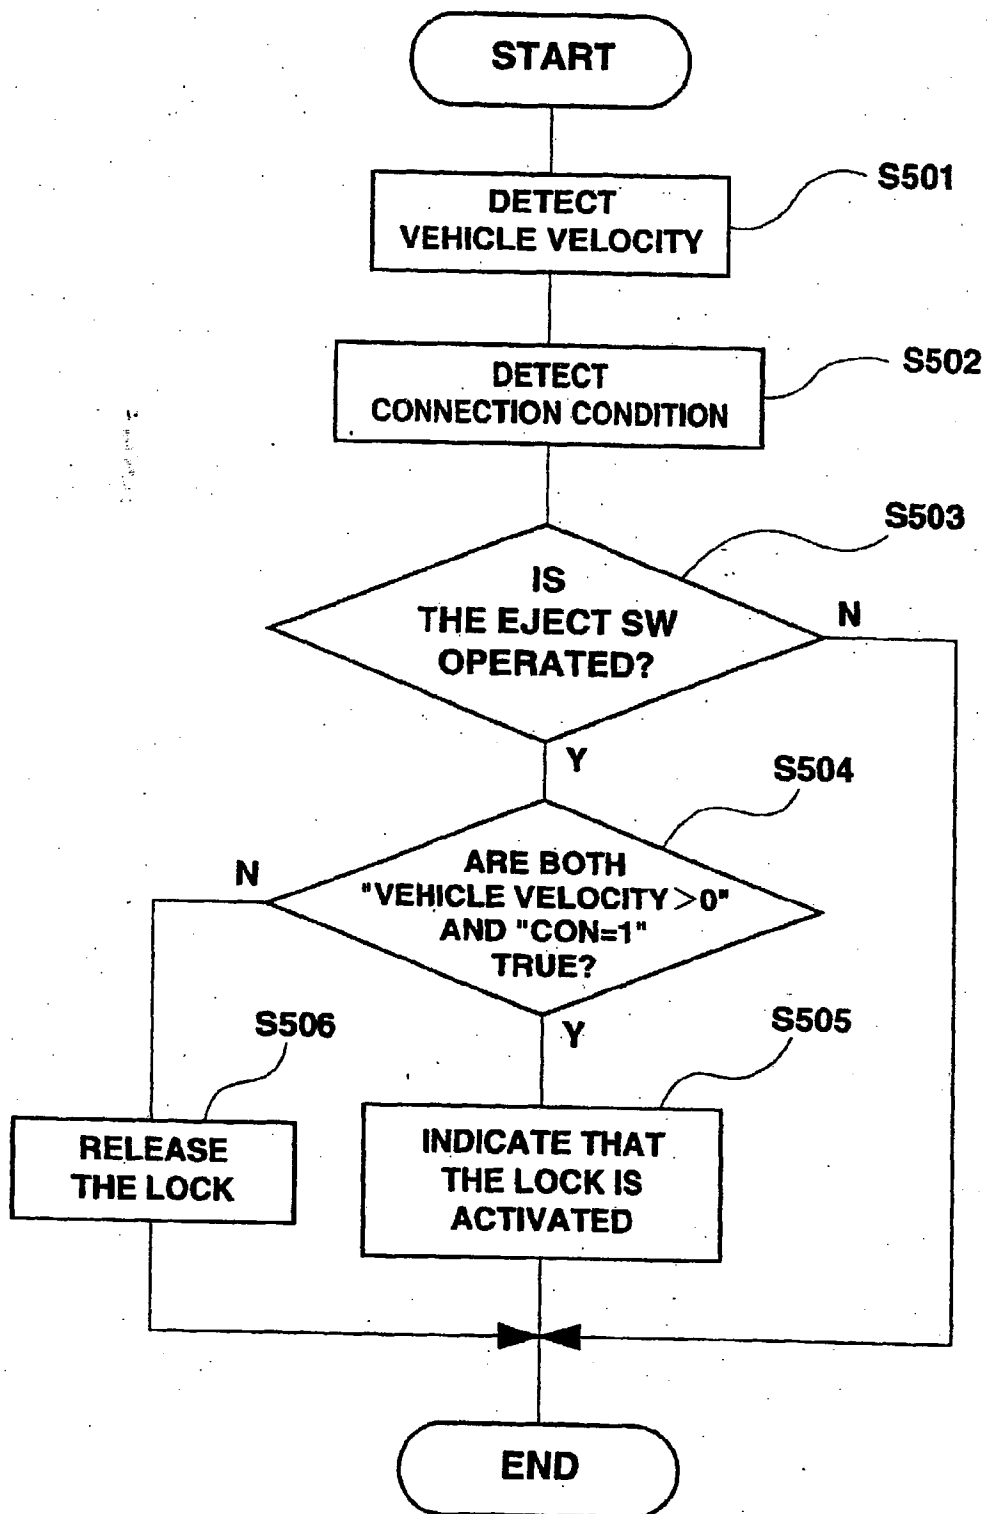 START
S501
DETECT
VEHICLE VELOCITY
S502
DETECT
CONNECTION CONDITION
S503
IS
THE EJECT SW
OPERATED?
N
Y
S504
ARE BOTH
"VEHICLE VELOCITY>0"
AND "CON=1"
TRUE?
N
Y
S506
S505
RELEASE
THE LOCK
INDICATE THAT
THE LOCK IS
ACTIVATED
END